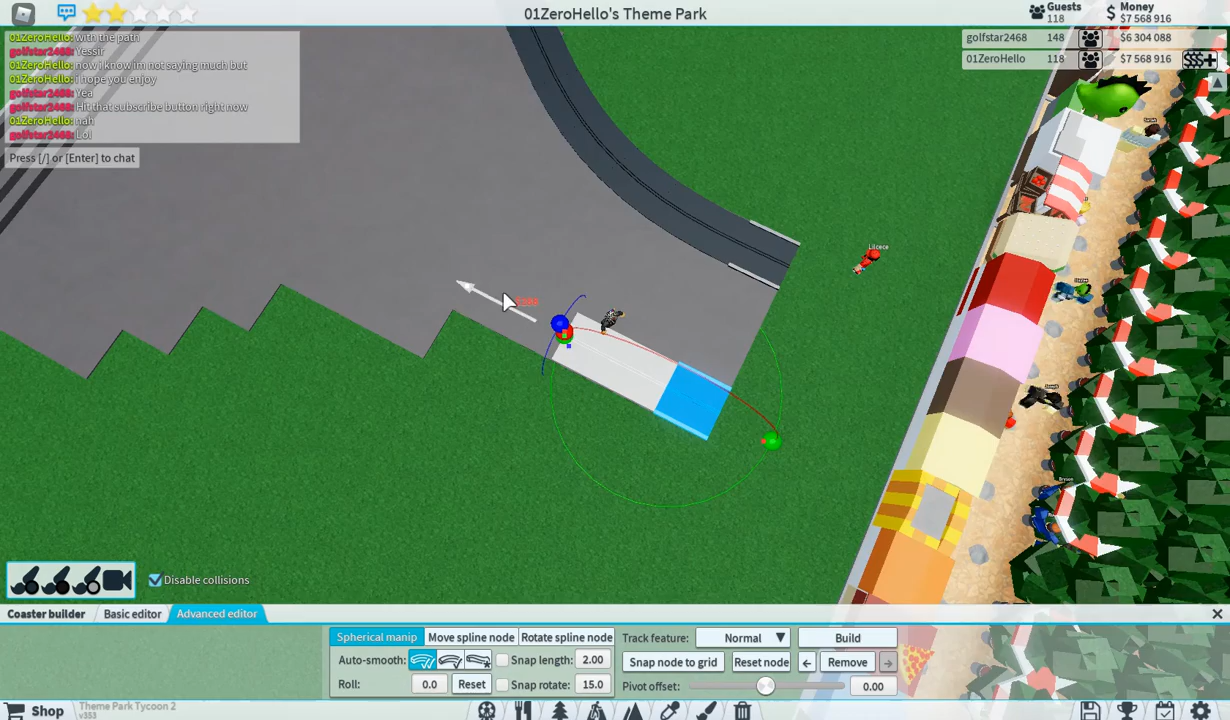 01ZeroHello's Theme Park
Guests
118
Money
$7 568 916
golfstar2468 148 $6 304 088
01ZeroHello 118 $7 568 916
01ZeroHello: with the path
golfstar2468: Yessir
01ZeroHello: now i know im not saying much but
01ZeroHello: i hope you enjoy
golfstar2468: Yea
golfstar2468: Hit that subscribe button right now
01ZeroHello: nah
golfstar2468: Lol
Press [/] or [Enter] to chat
Lilcece
Disable collisions
Coaster builder
Basic editor
Advanced editor
Spherical manip
Move spline node
Rotate spline node
Track feature:
Normal
Build
Auto-smooth:
Snap length:
2.00
Snap node to grid
Reset node
Remove
Roll:
0.0
Reset
Snap rotate:
15.0
Pivot offset:
0.00
Shop
Theme Park Tycoon 2
v353